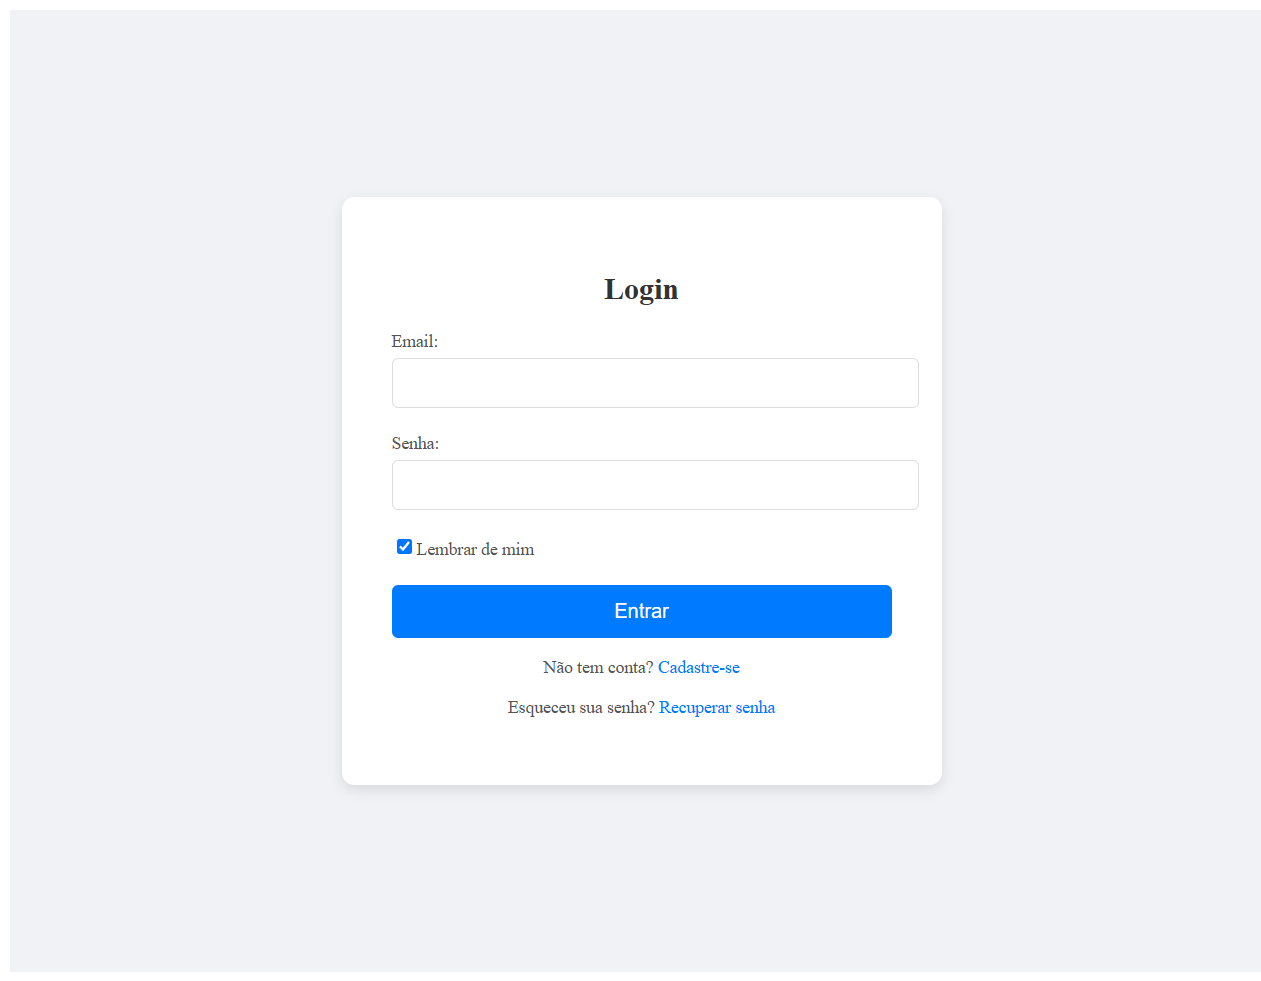 Login
Email:
Senha:
Lembrar de mim
Entrar
Não tem conta? Cadastre-se
Esqueceu sua senha? Recuperar senha